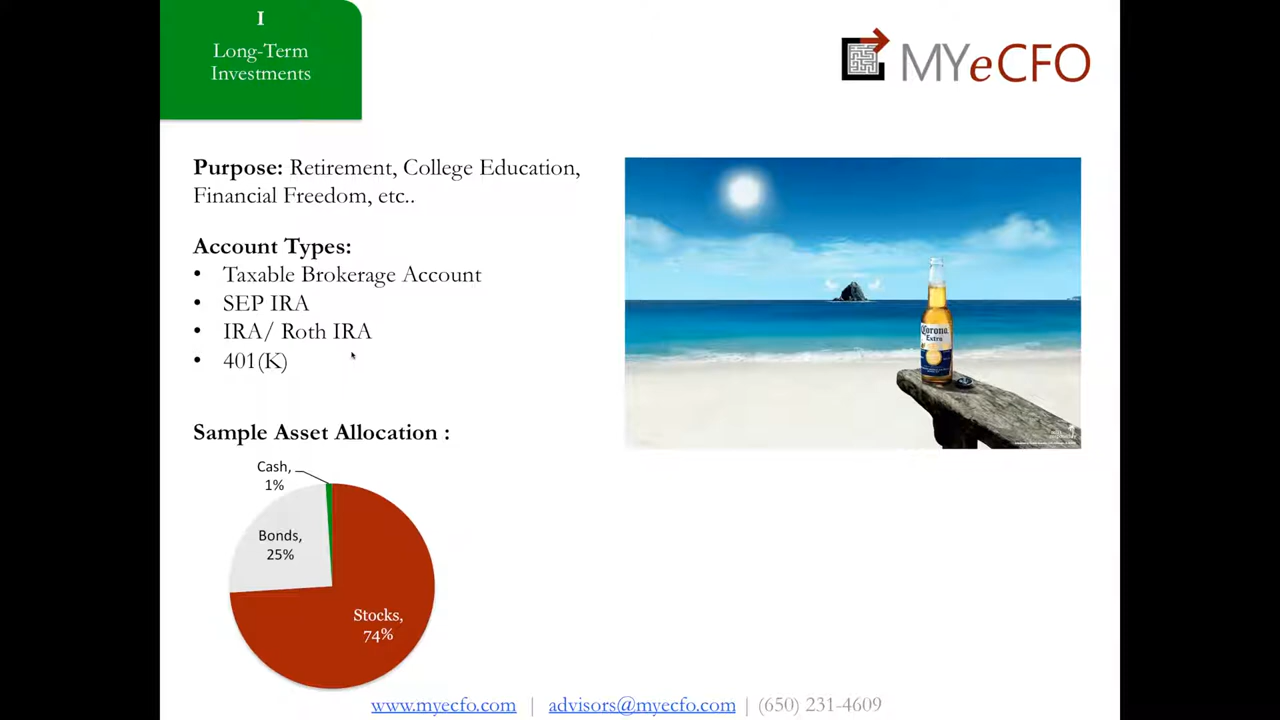 I
Long-Term
Investments
MYeCFO
Purpose: Retirement, College Education,
Financial Freedom, etc..
Account Types:
• Taxable Brokerage Account
• SEP IRA
• IRA/ Roth IRA
• 401(K)
Corona
Extra
Sample Asset Allocation :
Cash,
1%
Bonds,
25%
Stocks,
74%
www.myecfo.com | advisors@myecfo.com | (650) 231-4609